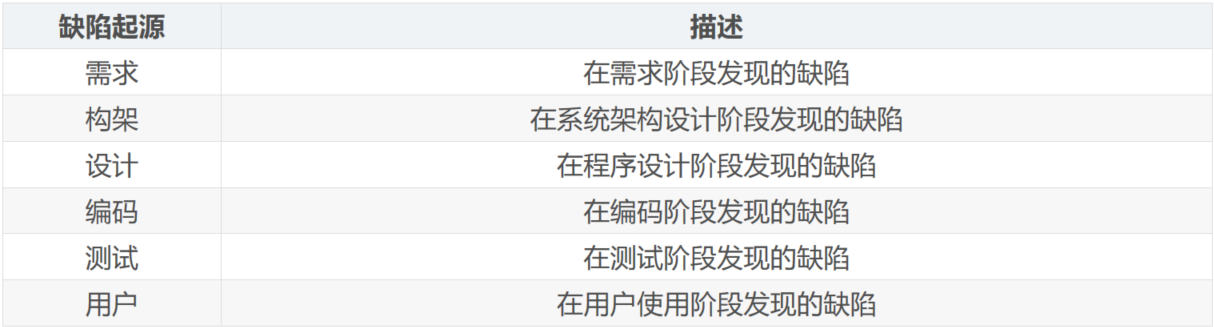 缺陷起源 描述
需求 在需求阶段发现的缺陷
构架 在系统架构设计阶段发现的缺陷
设计 在程序设计阶段发现的缺陷
编码 在编码阶段发现的缺陷
测试 在测试阶段发现的缺陷
用户 在用户使用阶段发现的缺陷